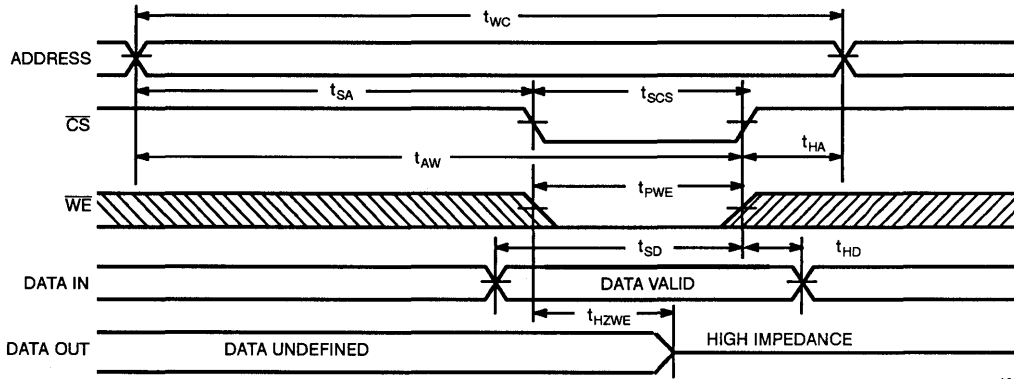 tWC
ADDRESS
tSA tSCS
CS
tAW tHA
tPWE
WE
tSD tHD
DATA IN DATA VALID
tHZWE
DATA OUT DATA UNDEFINED HIGH IMPEDANCE